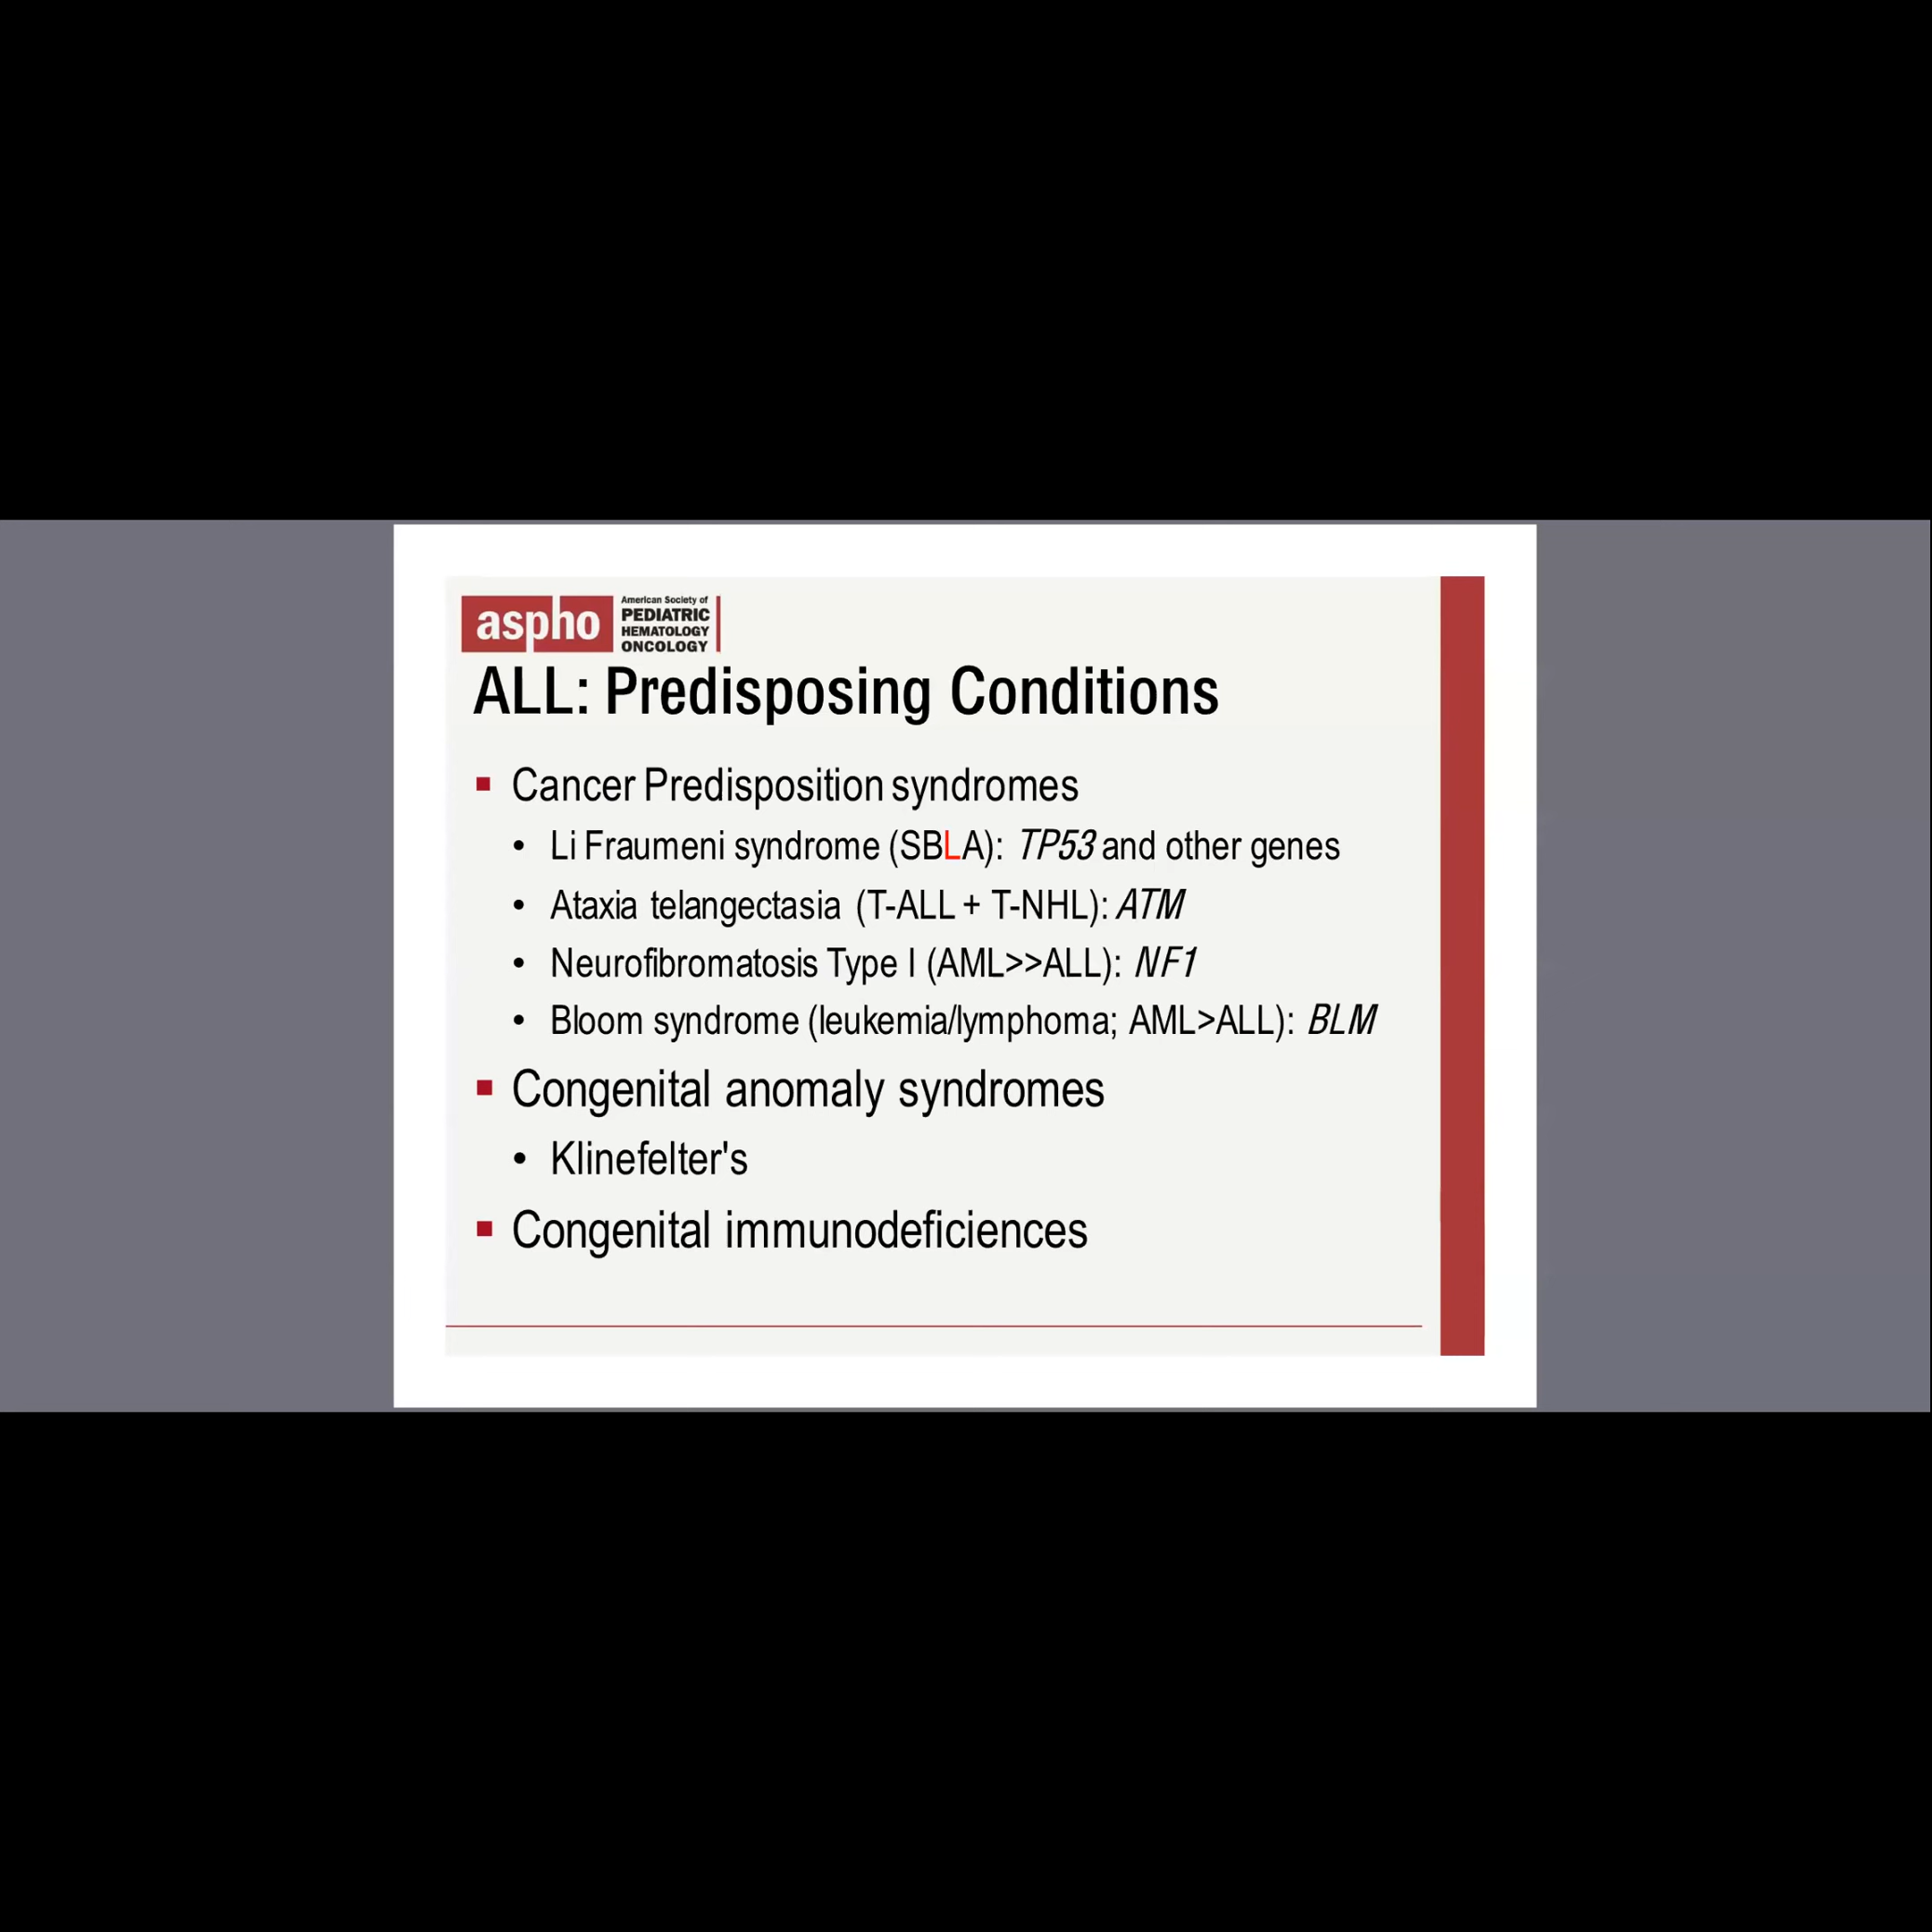 aspho
American Society of
PEDIATRIC
HEMATOLOGY
ONCOLOGY
ALL: Predisposing Conditions
▪ Cancer Predisposition syndromes
• Li Fraumeni syndrome (SBLA): TP53 and other genes
• Ataxia telangectasia (T-ALL + T-NHL): ATM
• Neurofibromatosis Type I (AML>>ALL): NF1
• Bloom syndrome (leukemia/lymphoma; AML>ALL): BLM
▪ Congenital anomaly syndromes
• Klinefelter's
▪ Congenital immunodeficiences